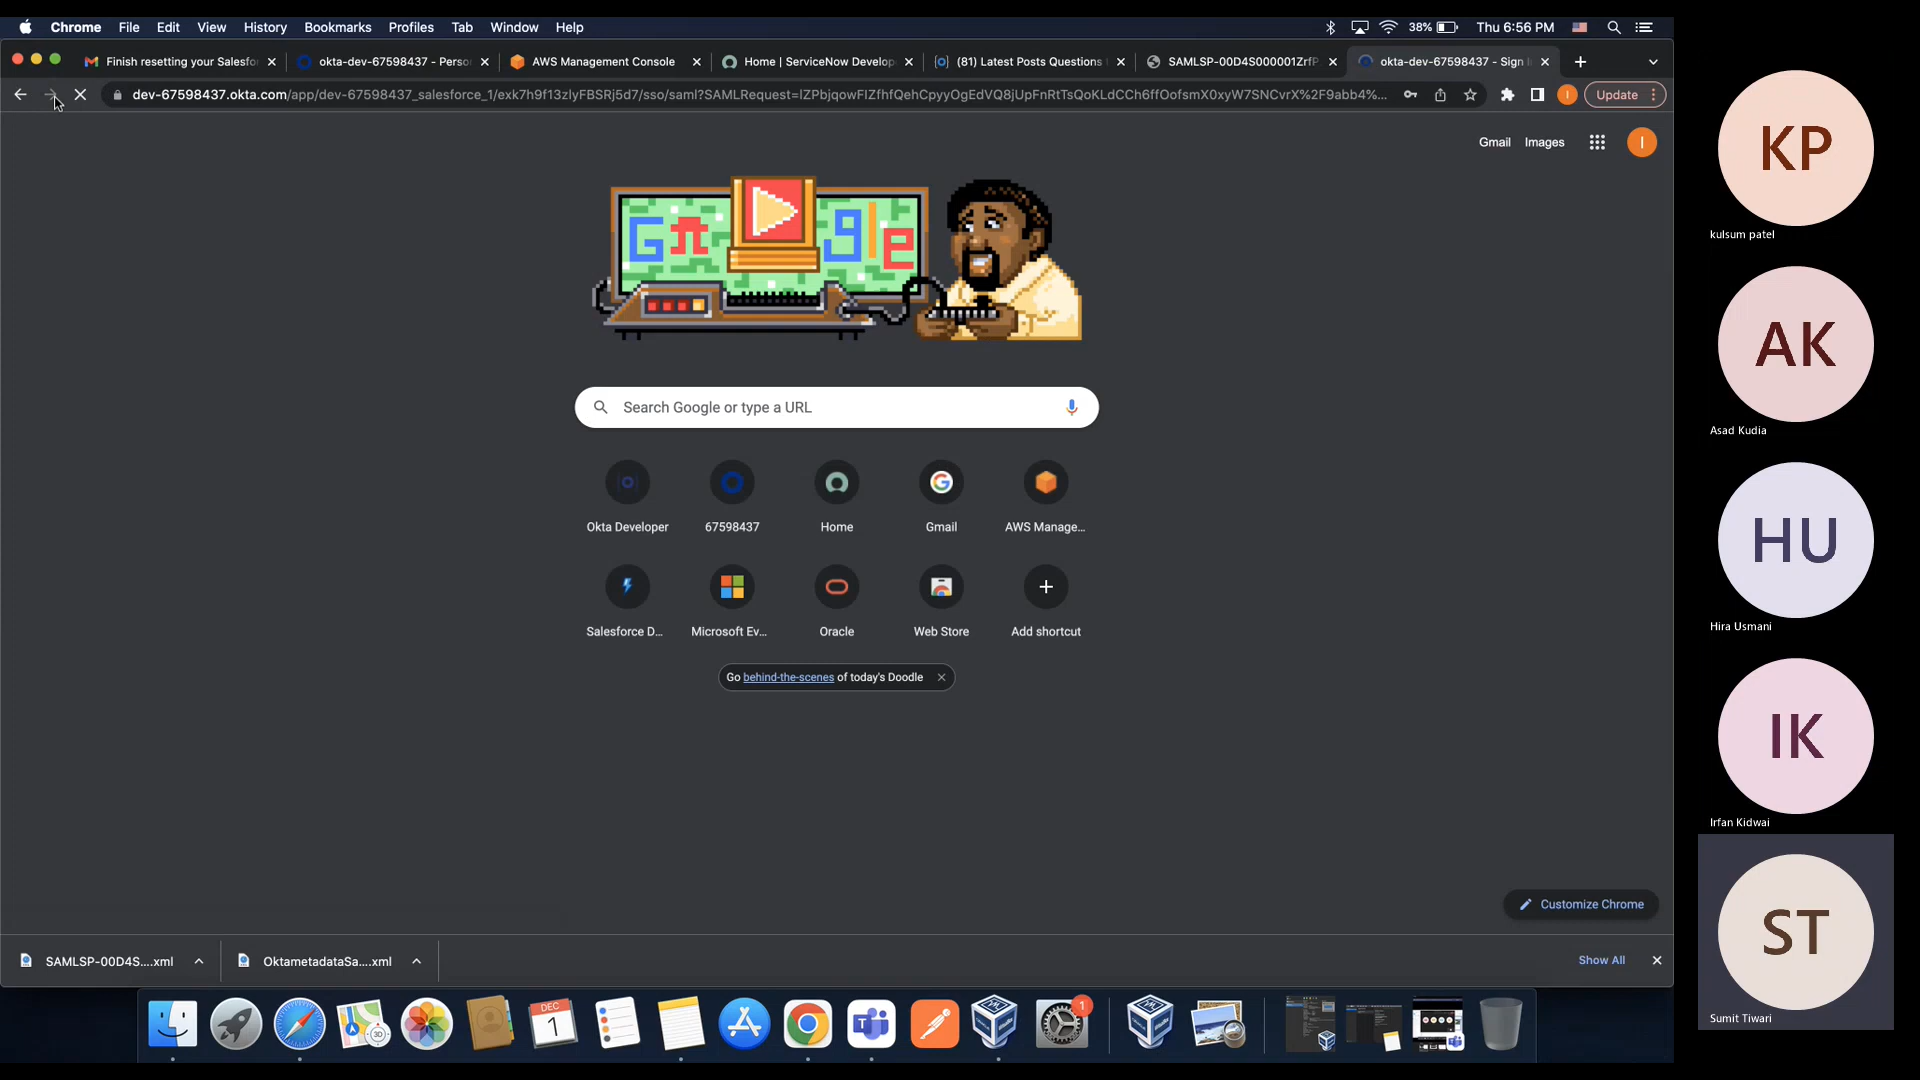 Chrome File Edit View History Bookmarks Profiles Tab Window Help 38% Thu 6:56 PM
Finish resetting your Salesfo okta-dev-67598437 - Perso AWS Management Console Home | ServiceNow Develop (81) Latest Posts Questions SAMLSP-00D4S000001ZrfP okta-dev-67598437 - Sign I
dev-67598437.okta.com/app/dev-67598437_salesforce_1/exk7h9f13zlyFBSRj5d7/sso/saml?SAMLRequest=lZPbjqowFIZfhfQehCpyyOgEdVQ8jUpFnRtTsQoKLdCCh6ffOofsmX0xyW7SNCvrX%2F9abb4%... I Update
Gmail Images I
G 9 l e
Search Google or type a URL
Okta Developer 67598437 Home Gmail AWS Manage...
Salesforce D... Microsoft Ev... Oracle Web Store Add shortcut
Go behind-the-scenes of today's Doodle
Customize Chrome
SAMLSP-00D4S....xml OktametadataSa....xml Show All
DEC
1
3D
1
KP
kulsum patel
AK
Asad Kudia
HU
Hira Usmani
IK
Irfan Kidwai
ST
Sumit Tiwari